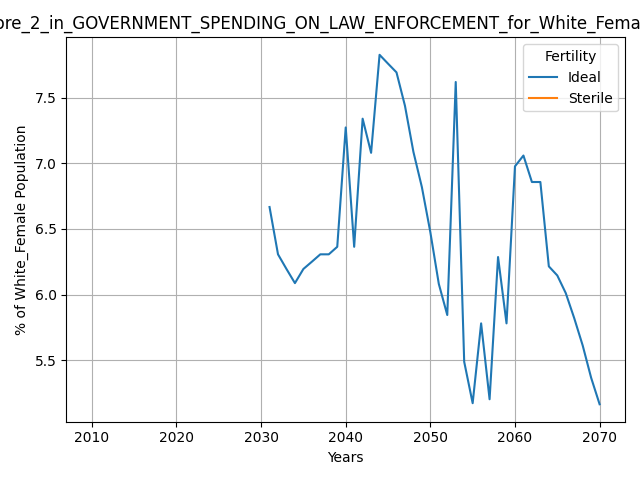 ore_2_in_GOVERNMENT_SPENDING_ON_LAW_ENFORCEMENT_for_White_Fema
Fertility
Ideal
Sterile
% of White_Female Population
7.5
7.0
6.5
6.0
5.5
2010 2020 2030 2040 2050 2060 2070
Years